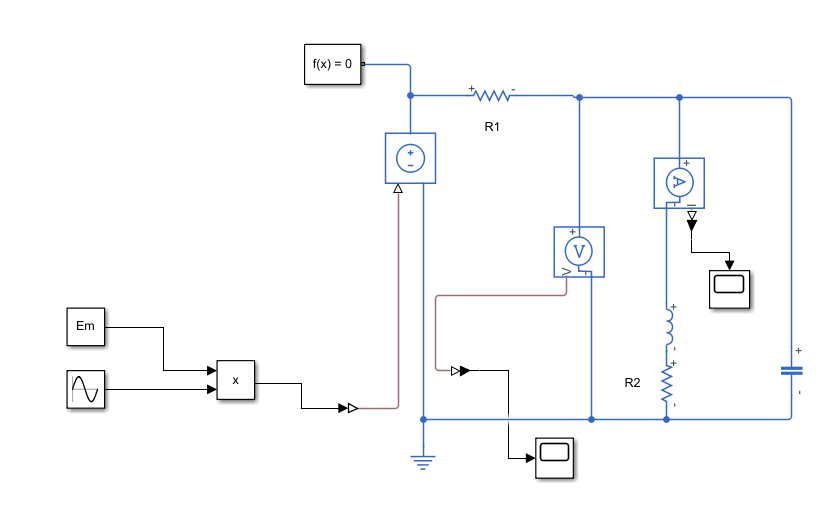 f(x) = 0
+ -
R1
+
-
+
A
- I
+
V
V -
+
-
+
R2
-
+
-
Em
x